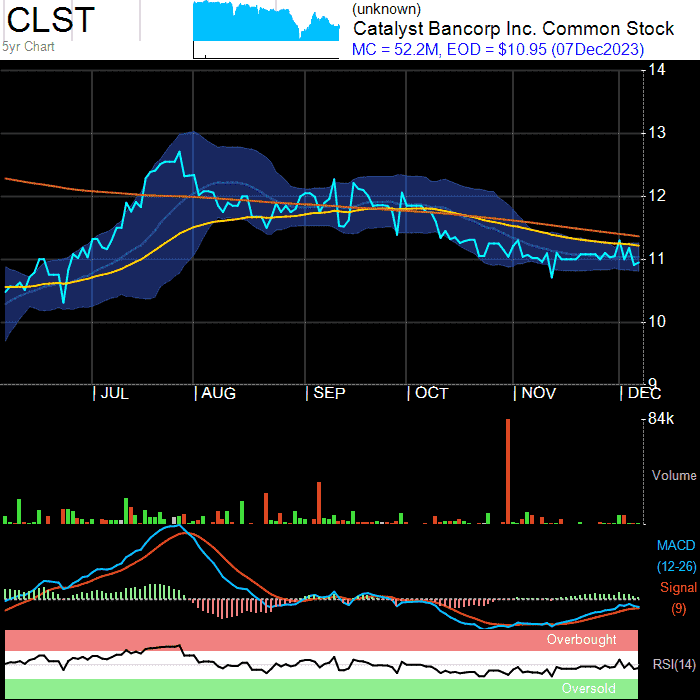 CLST
5yr Chart
(unknown)
Catalyst Bancorp Inc. Common Stock
MC = 52.2M, EOD = $10.95 (07Dec2023)
14
13
12
11
10
9
JUL AUG SEP OCT NOV DEC
84k
Volume
MACD
(12-26)
Signal
(9)
Overbought
RSI(14)
Oversold